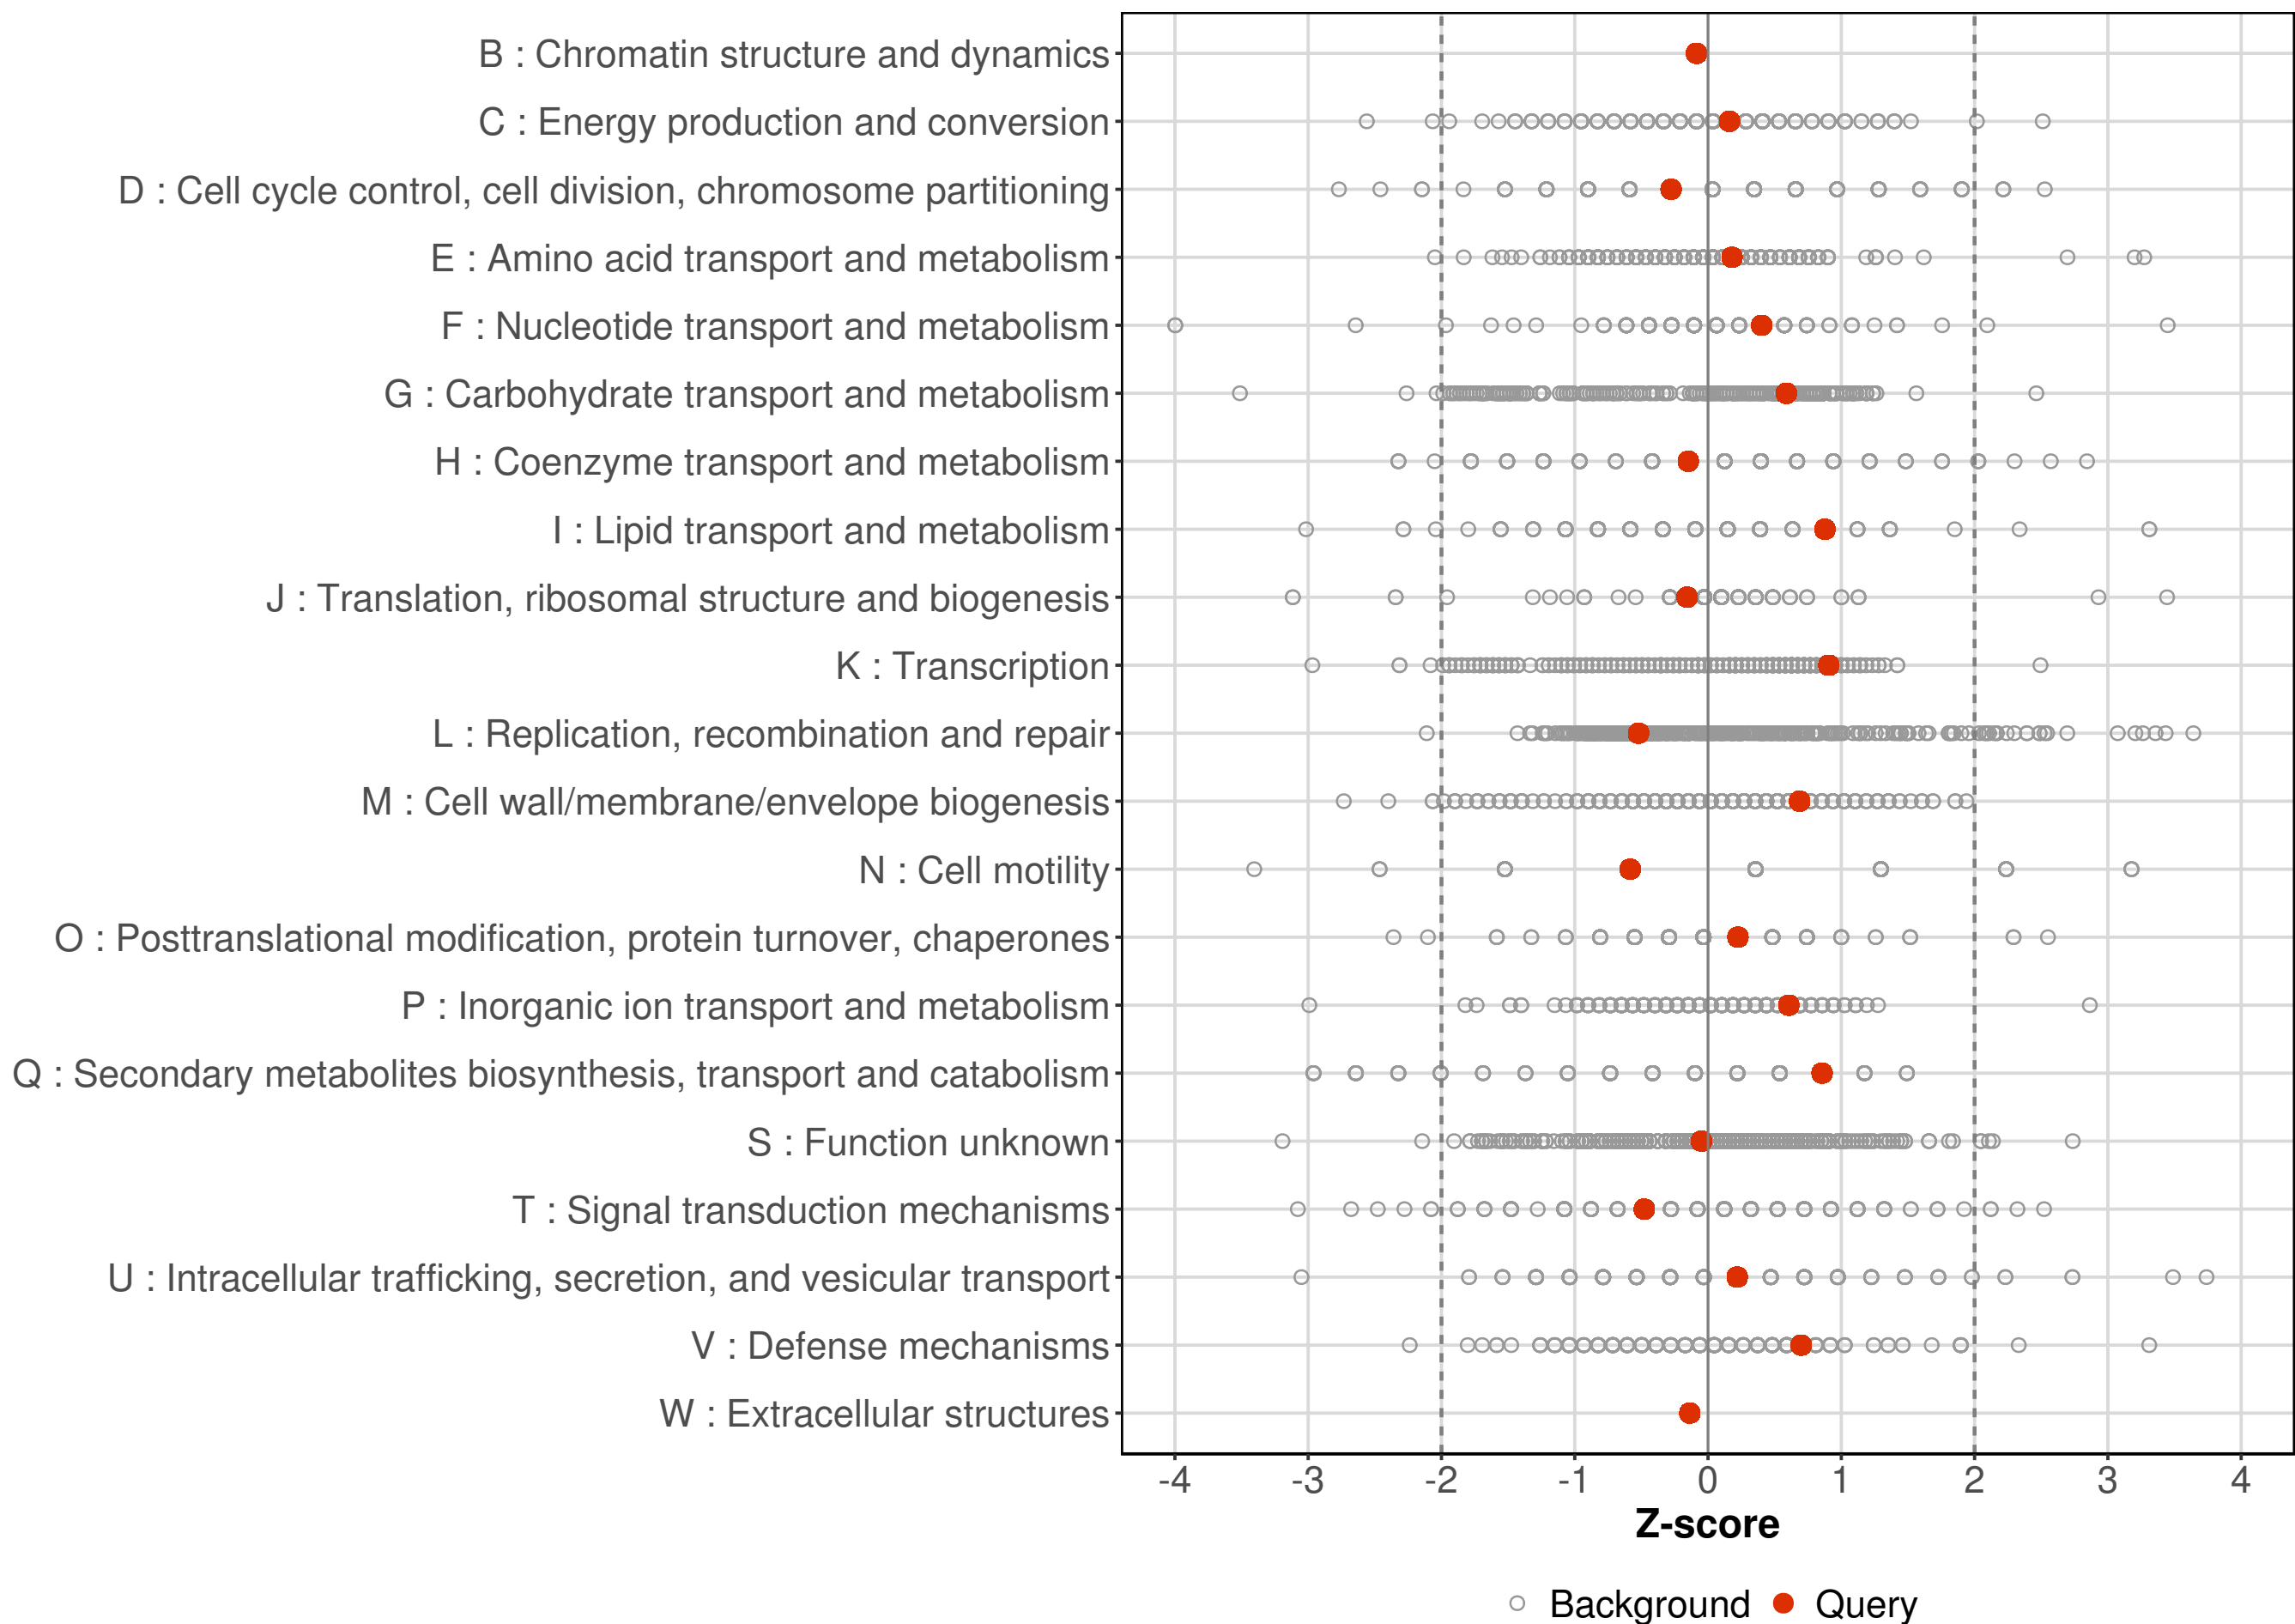 B : Chromatin structure and dynamics
C : Energy production and conversion
D : Cell cycle control, cell division, chromosome partitioning
E : Amino acid transport and metabolism
F : Nucleotide transport and metabolism
G : Carbohydrate transport and metabolism
H : Coenzyme transport and metabolism
I : Lipid transport and metabolism
J : Translation, ribosomal structure and biogenesis
K : Transcription
L : Replication, recombination and repair
M : Cell wall/membrane/envelope biogenesis
N : Cell motility
O : Posttranslational modification, protein turnover, chaperones
P : Inorganic ion transport and metabolism
Q : Secondary metabolites biosynthesis, transport and catabolism
S : Function unknown
T : Signal transduction mechanisms
U : Intracellular trafficking, secretion, and vesicular transport
V : Defense mechanisms
W : Extracellular structures
-4 -3 -2 -1 0 1 2 3 4
Z-score
Background Query